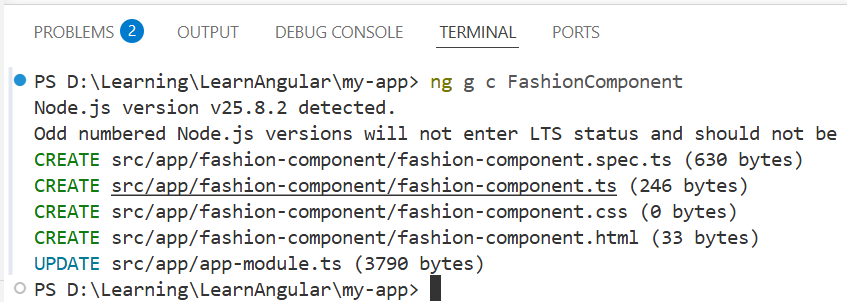 PROBLEMS 2 OUTPUT DEBUG CONSOLE TERMINAL PORTS
PS D:\Learning\LearnAngular\my-app> ng g c FashionComponent
Node.js version v25.8.2 detected.
Odd numbered Node.js versions will not enter LTS status and should not be
CREATE src/app/fashion-component/fashion-component.spec.ts (630 bytes)
CREATE src/app/fashion-component/fashion-component.ts (246 bytes)
CREATE src/app/fashion-component/fashion-component.css (0 bytes)
CREATE src/app/fashion-component/fashion-component.html (33 bytes)
UPDATE src/app/app-module.ts (3790 bytes)
PS D:\Learning\LearnAngular\my-app>